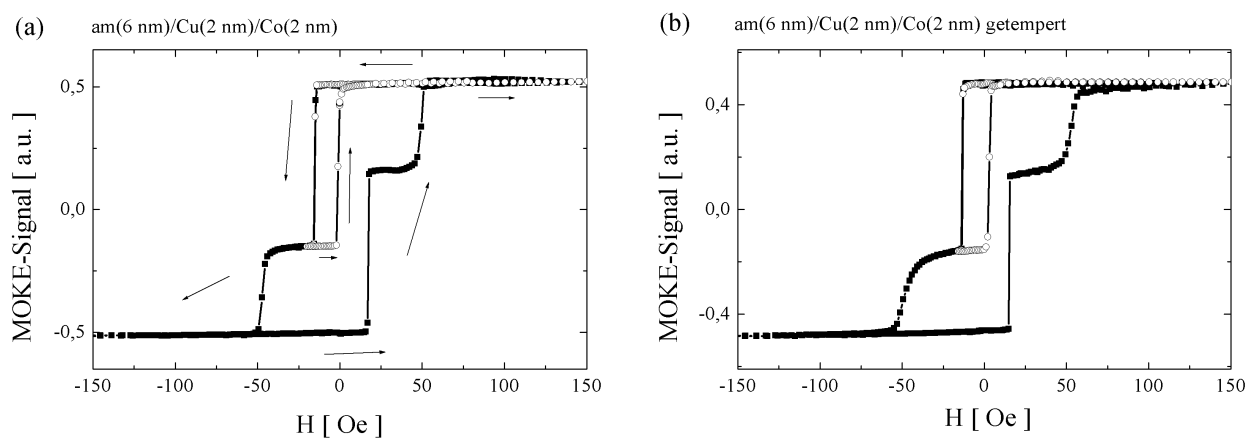 (a)
am(6 nm)/Cu(2 nm)/Co(2 nm)
MOKE-Signal [ a.u. ]
0,5
0,0
-0,5
-150 -100 -50 0 50 100 150
H [ Oe ]
(b)
am(6 nm)/Cu(2 nm)/Co(2 nm) getempert
MOKE-Signal [ a.u. ]
0,4
0,0
-0,4
-150 -100 -50 0 50 100 150
H [ Oe ]